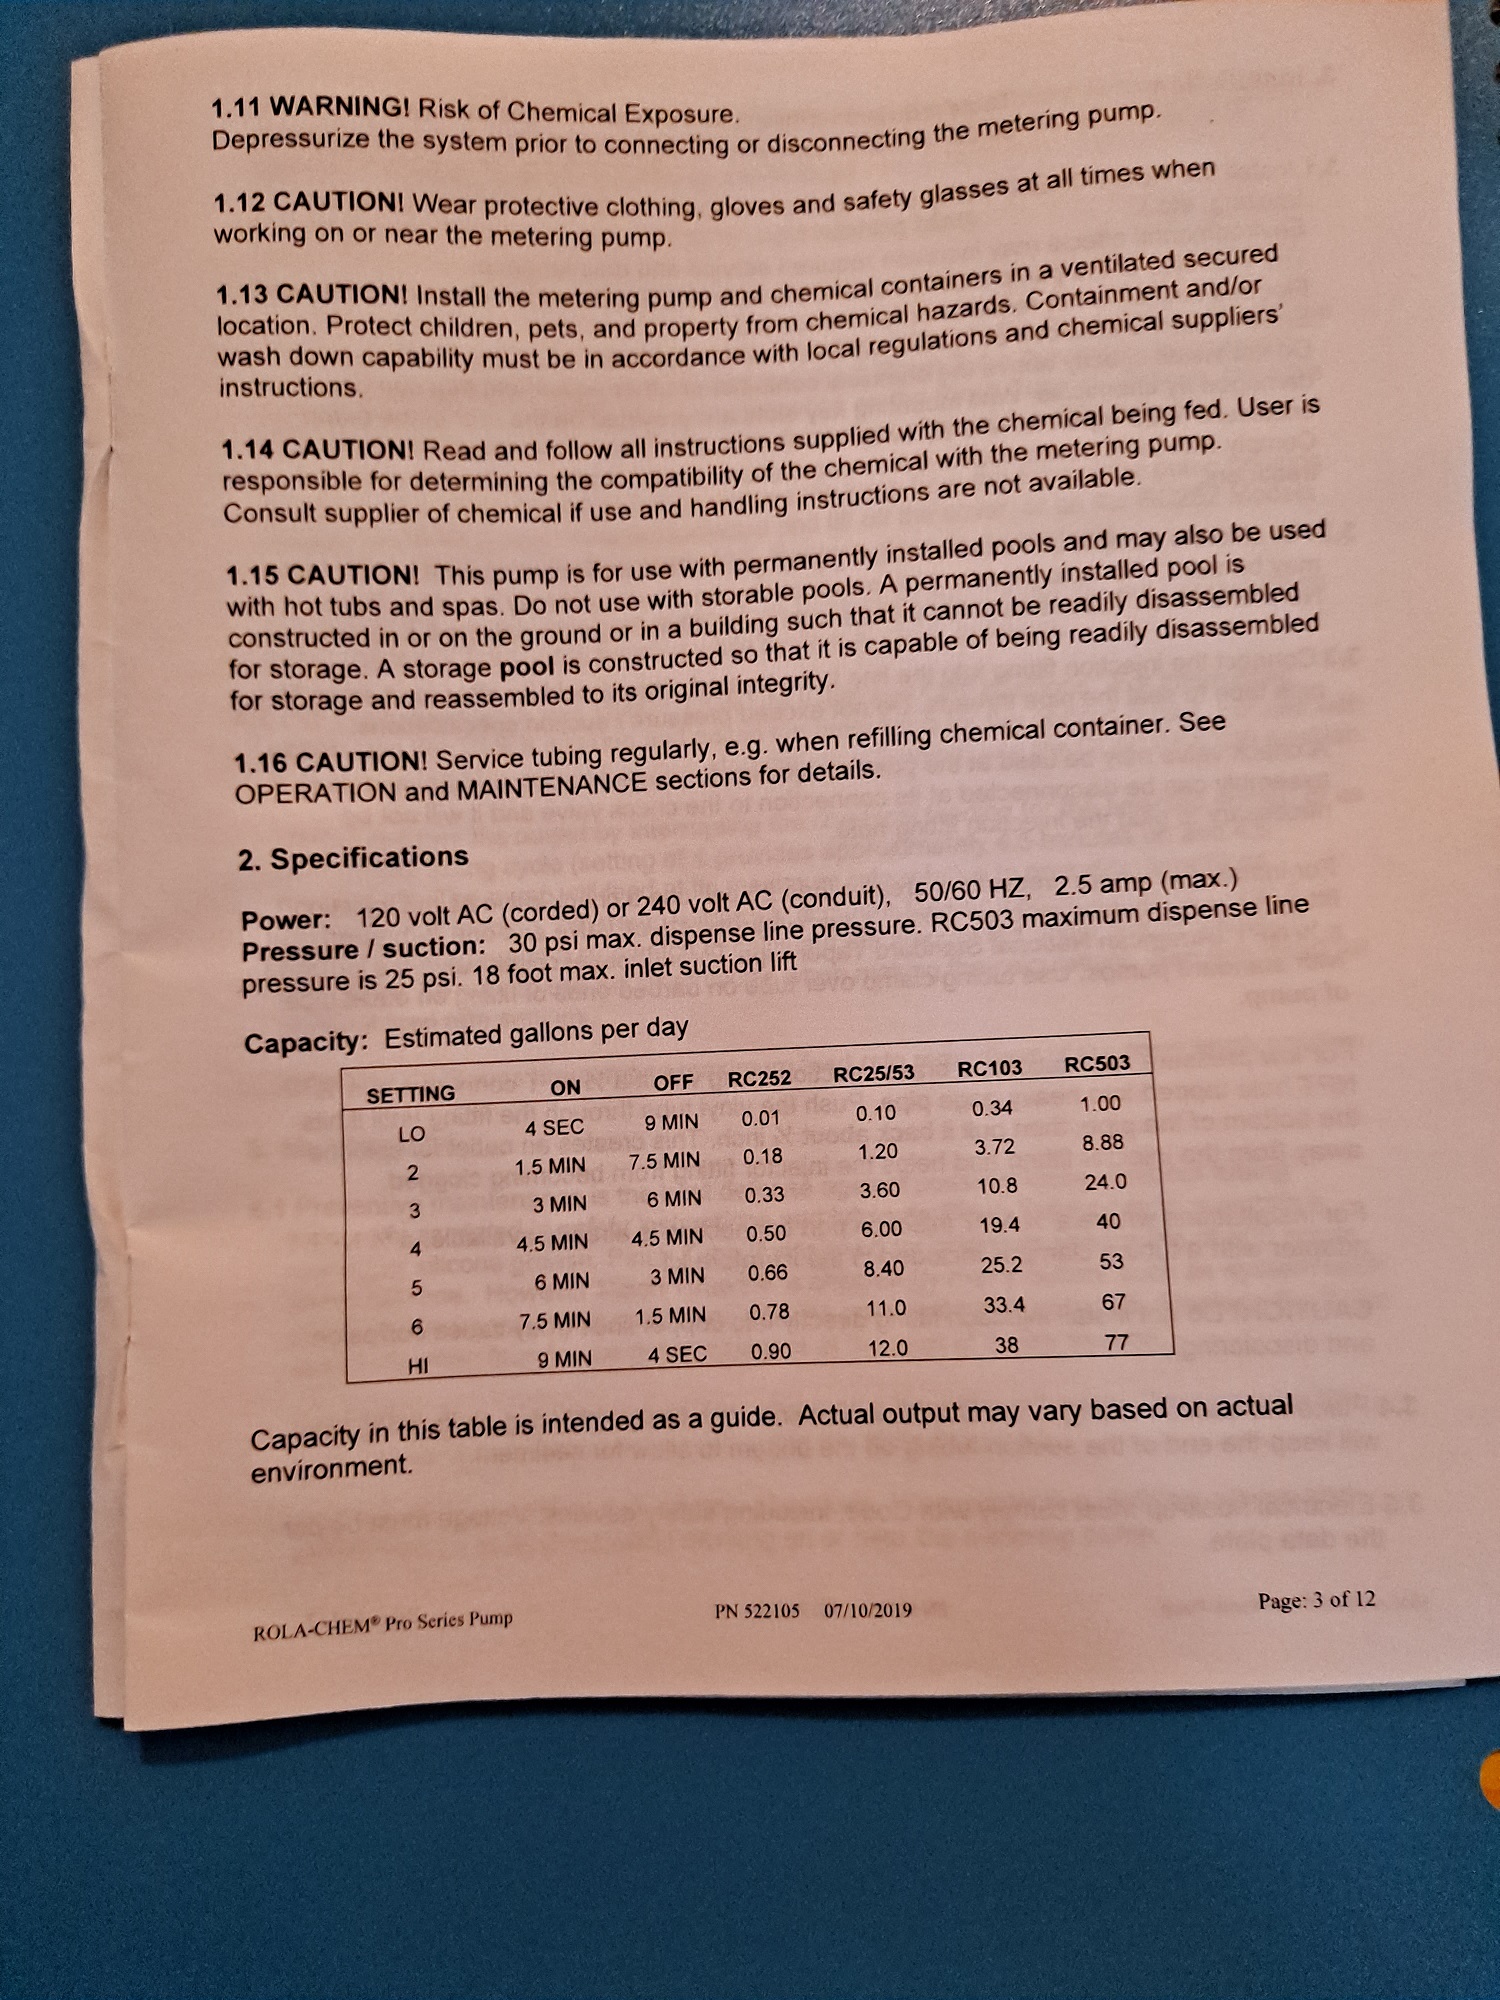 1.11 WARNING! Risk of Chemical Exposure.
Depressurize the system prior to connecting or disconnecting the metering pump.
1.12 CAUTION! Wear protective clothing, gloves and safety glasses at all times when
working on or near the metering pump.
1.13 CAUTION! Install the metering pump and chemical containers in a ventilated secured
location. Protect children, pets, and property from chemical hazards. Containment and/or
wash down capability must be in accordance with local regulations and chemical suppliers'
instructions.
1.14 CAUTION! Read and follow all instructions supplied with the chemical being fed. User is
responsible for determining the compatibility of the chemical with the metering pump.
Consult supplier of chemical if use and handling instructions are not available.
1.15 CAUTION! This pump is for use with permanently installed pools and may also be used
with hot tubs and spas. Do not use with storable pools. A permanently installed pool is
constructed in or on the ground or in a building such that it cannot be readily disassembled
for storage. A storage pool is constructed so that it is capable of being readily disassembled
for storage and reassembled to its original integrity.
1.16 CAUTION! Service tubing regularly, e.g. when refilling chemical container. See
OPERATION and MAINTENANCE sections for details.
2. Specifications
Power: 120 volt AC (corded) or 240 volt AC (conduit), 50/60 HZ, 2.5 amp (max.)
Pressure / suction: 30 psi max. dispense line pressure. RC503 maximum dispense line
pressure is 25 psi. 18 foot max. inlet suction lift
Capacity: Estimated gallons per day
SETTING ON OFF RC252 RC25/53 RC103 RC503
LO 4 SEC 9 MIN 0.01 0.10 0.34 1.00
2 1.5 MIN 7.5 MIN 0.18 1.20 3.72 8.88
3 3 MIN 6 MIN 0.33 3.60 10.8 24.0
4 4.5 MIN 4.5 MIN 0.50 6.00 19.4 40
5 6 MIN 3 MIN 0.66 8.40 25.2 53
6 7.5 MIN 1.5 MIN 0.78 11.0 33.4 67
HI 9 MIN 4 SEC 0.90 12.0 38 77
Capacity in this table is intended as a guide. Actual output may vary based on actual
environment.
ROLA-CHEM® Pro Series Pump PN 522105 07/10/2019 Page: 3 of 12